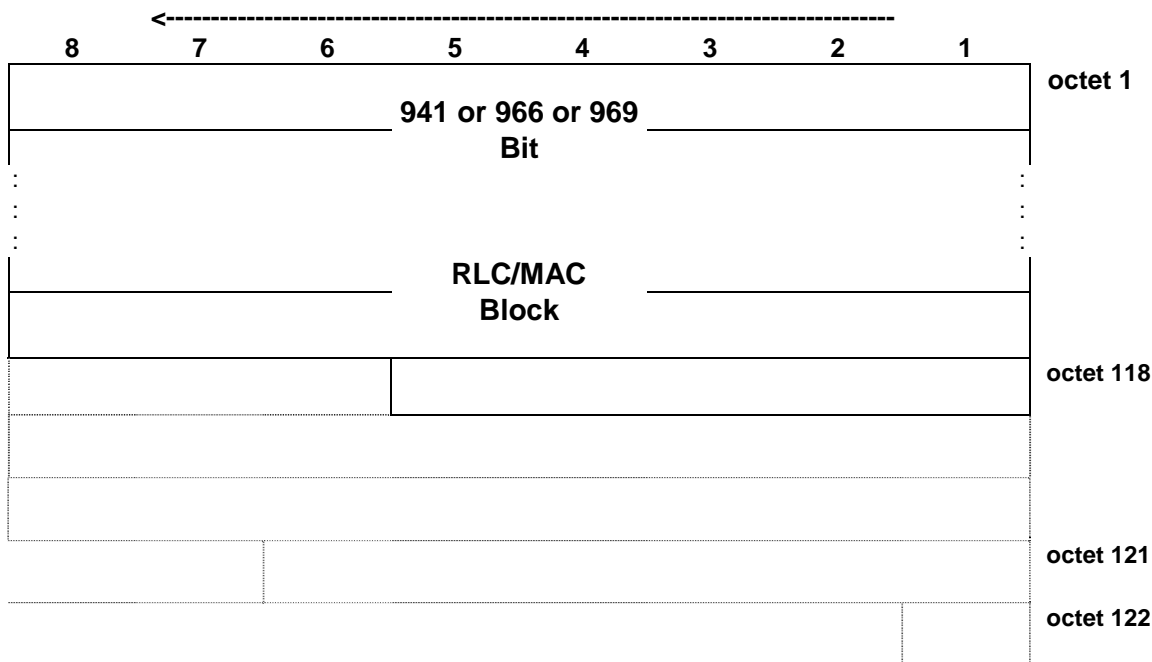 <---------------------------------------------------------------------------------
8 7 6 5 4 3 2 1
octet 1
941 or 966 or 969
Bit
: :
: :
: :
RLC/MAC
Block
octet 118
octet 121
octet 122